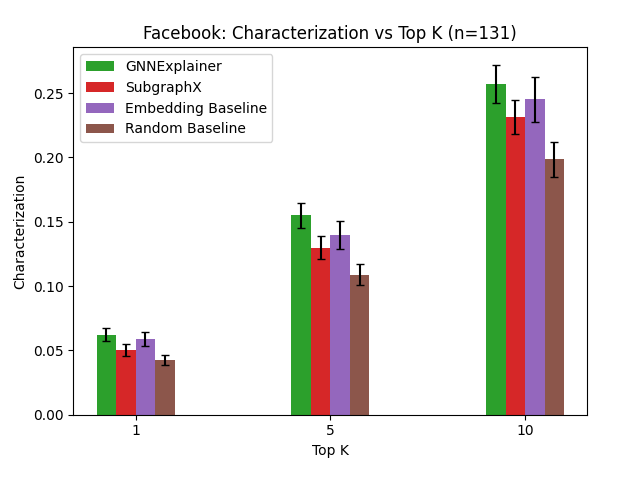 Facebook: Characterization vs Top K (n=131)
GNNExplainer
SubgraphX
Embedding Baseline
Random Baseline
Characterization
0.25
0.20
0.15
0.10
0.05
0.00
1
5
10
Top K